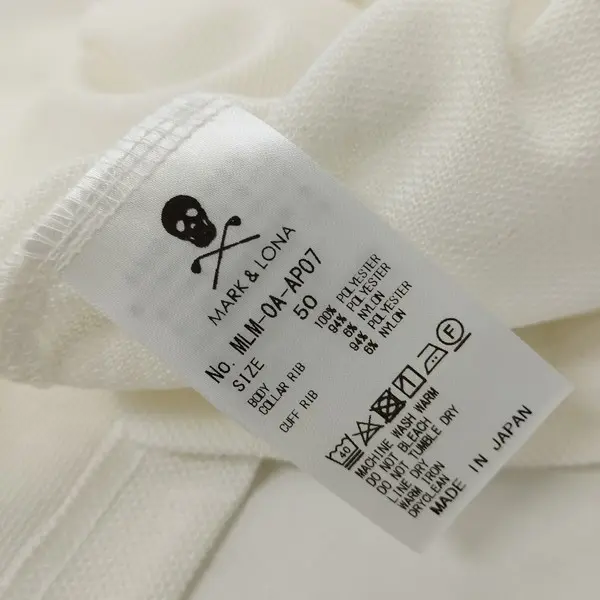 MARK & LONA
No. MLM-0A-AP07
SIZE 50
BODY 100% POLYESTER
COLLAR RIB 94% POLYESTER
6% NYLON
CUFF RIB 94% POLYESTER
6% NYLON
40 F
MACHINE WASH WARM
DO NOT BLEACH
DO NOT TUMBLE DRY
LINE DRY
WARM IRON
DRYCLEAN
MADE IN JAPAN